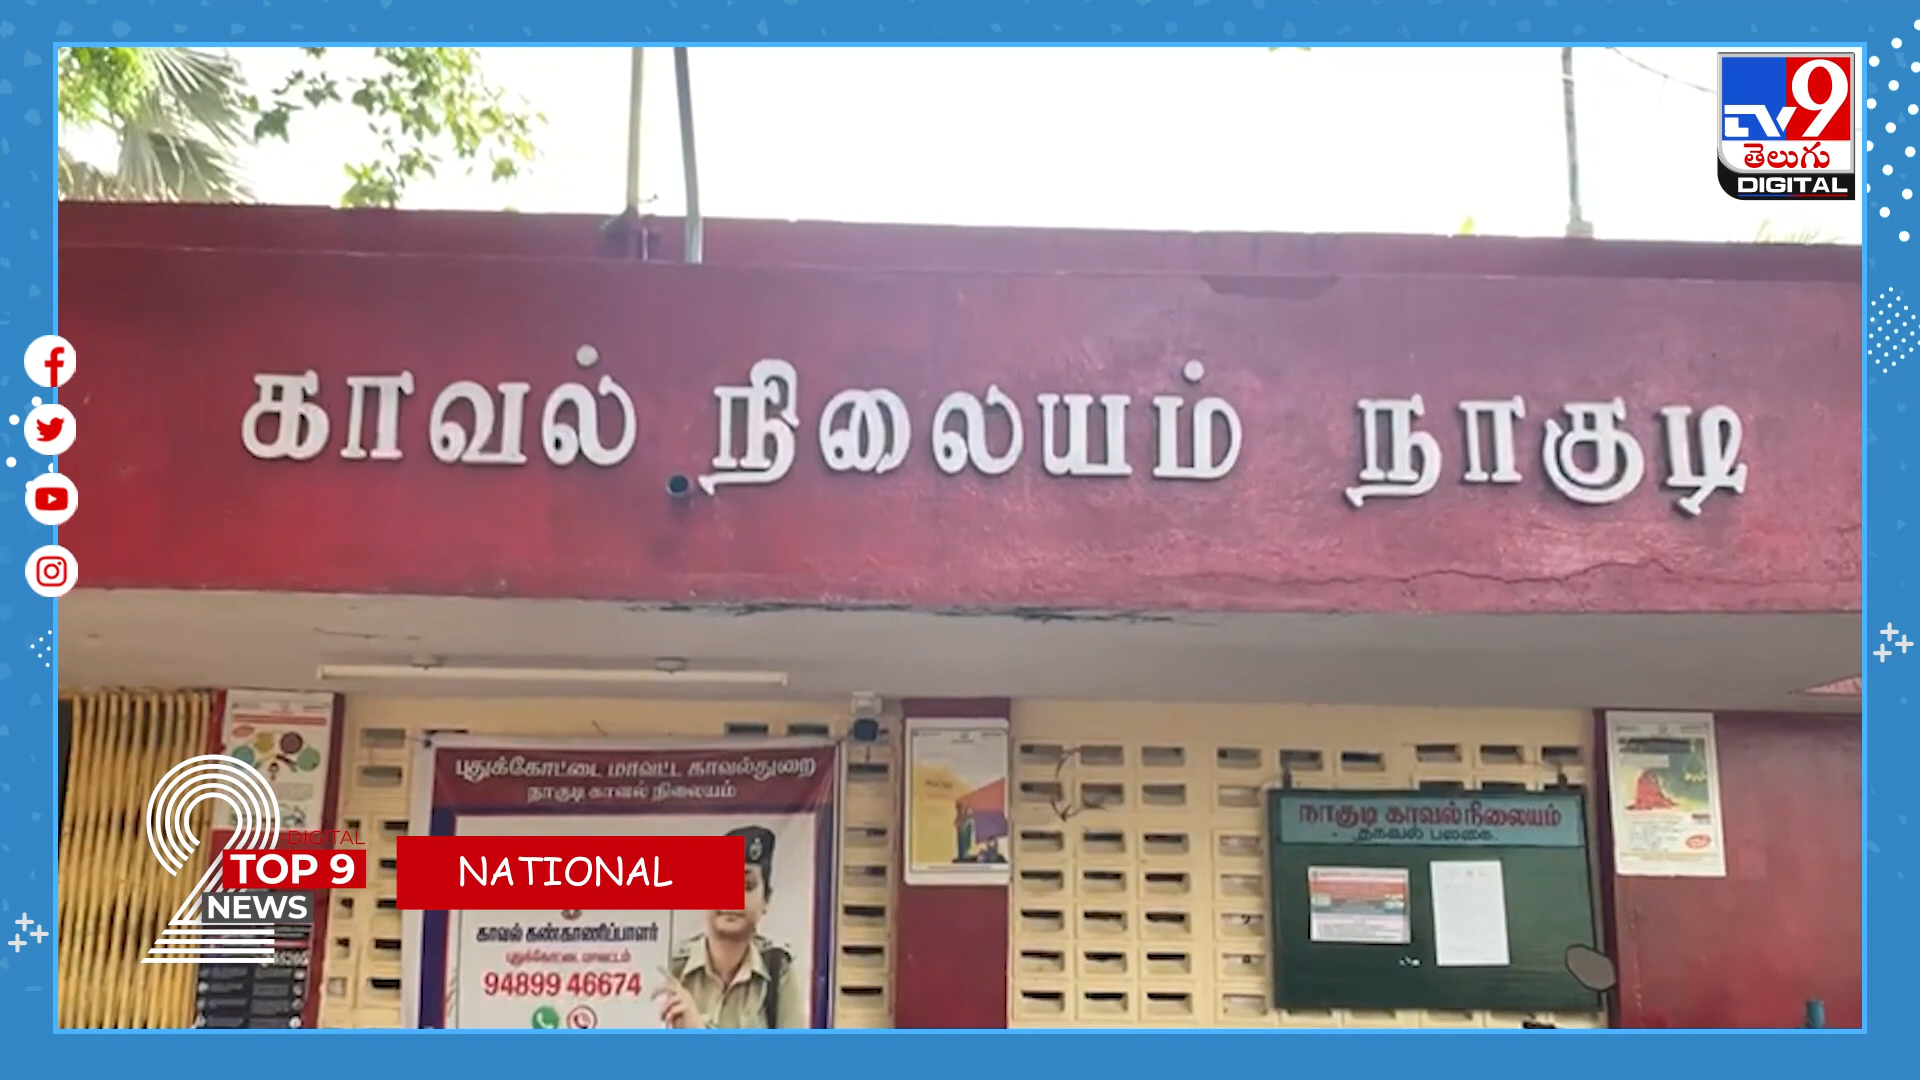 TV9
తెలుగు
DIGITAL
காவல் நிலையம் நாகுடி
புதுக்கோட்டை மாவட்ட காவல்துறை
நாகுடி காவல் நிலையம்
நாகுடி காவல் நிலையம்
தகவல் பலகை
2
DIGITAL
TOP 9
NEWS
NATIONAL
காவல் கண்காணிப்பாளர்
புதுக்கோட்டை மாவட்டம்
94899 46674